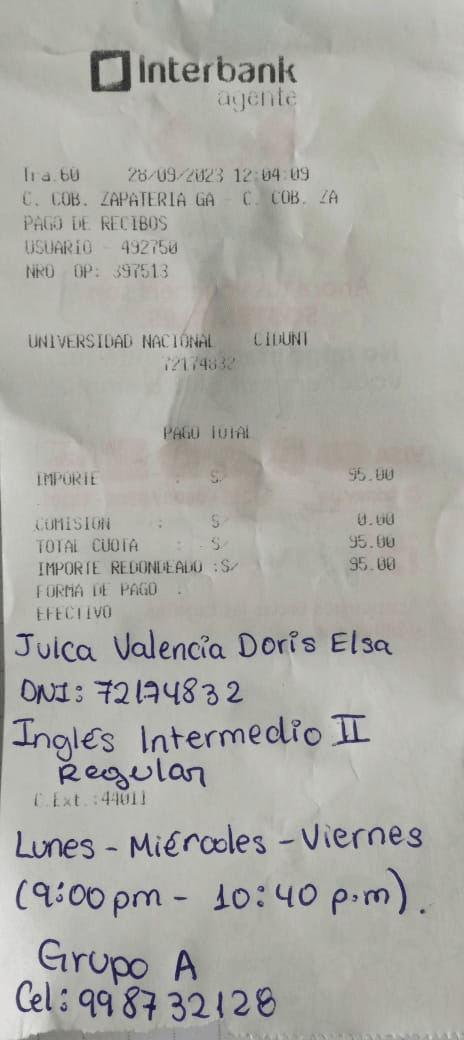 Interbank
agente
Tra.60 28/09/2023 12:04:09
C. COB. ZAPATERIA GA - C. COB. ZA
PAGO DE RECIBOS
USUARIO - 492750
NRO OP: 397513
UNIVERSIDAD NACIONAL CIDUNT
72174832
PAGO TOTAL
IMPORTE : S/ 95.00
COMISION : S/ 0.00
TOTAL CUOTA : S/ 95.00
IMPORTE REDONDEADO :S/ 95.00
FORMA DE PAGO :
EFECTIVO
Julca Valencia Doris Elsa
DNI: 72174832
Inglés Intermedio II
Regular
C.Ext.:44011
Lunes - Miércoles - Viernes
(9:00 pm - 10:40 p.m).
Grupo A
Cel: 998732128